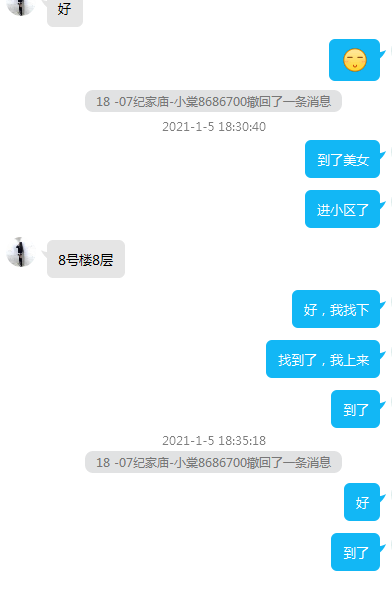 好
18 -07纪家庙-小棠8686700撤回了一条消息
2021-1-5 18:30:40
到了美女
进小区了
8号楼8层
好，我找下
找到了，我上来
到了
2021-1-5 18:35:18
18 -07纪家庙-小棠8686700撤回了一条消息
好
到了